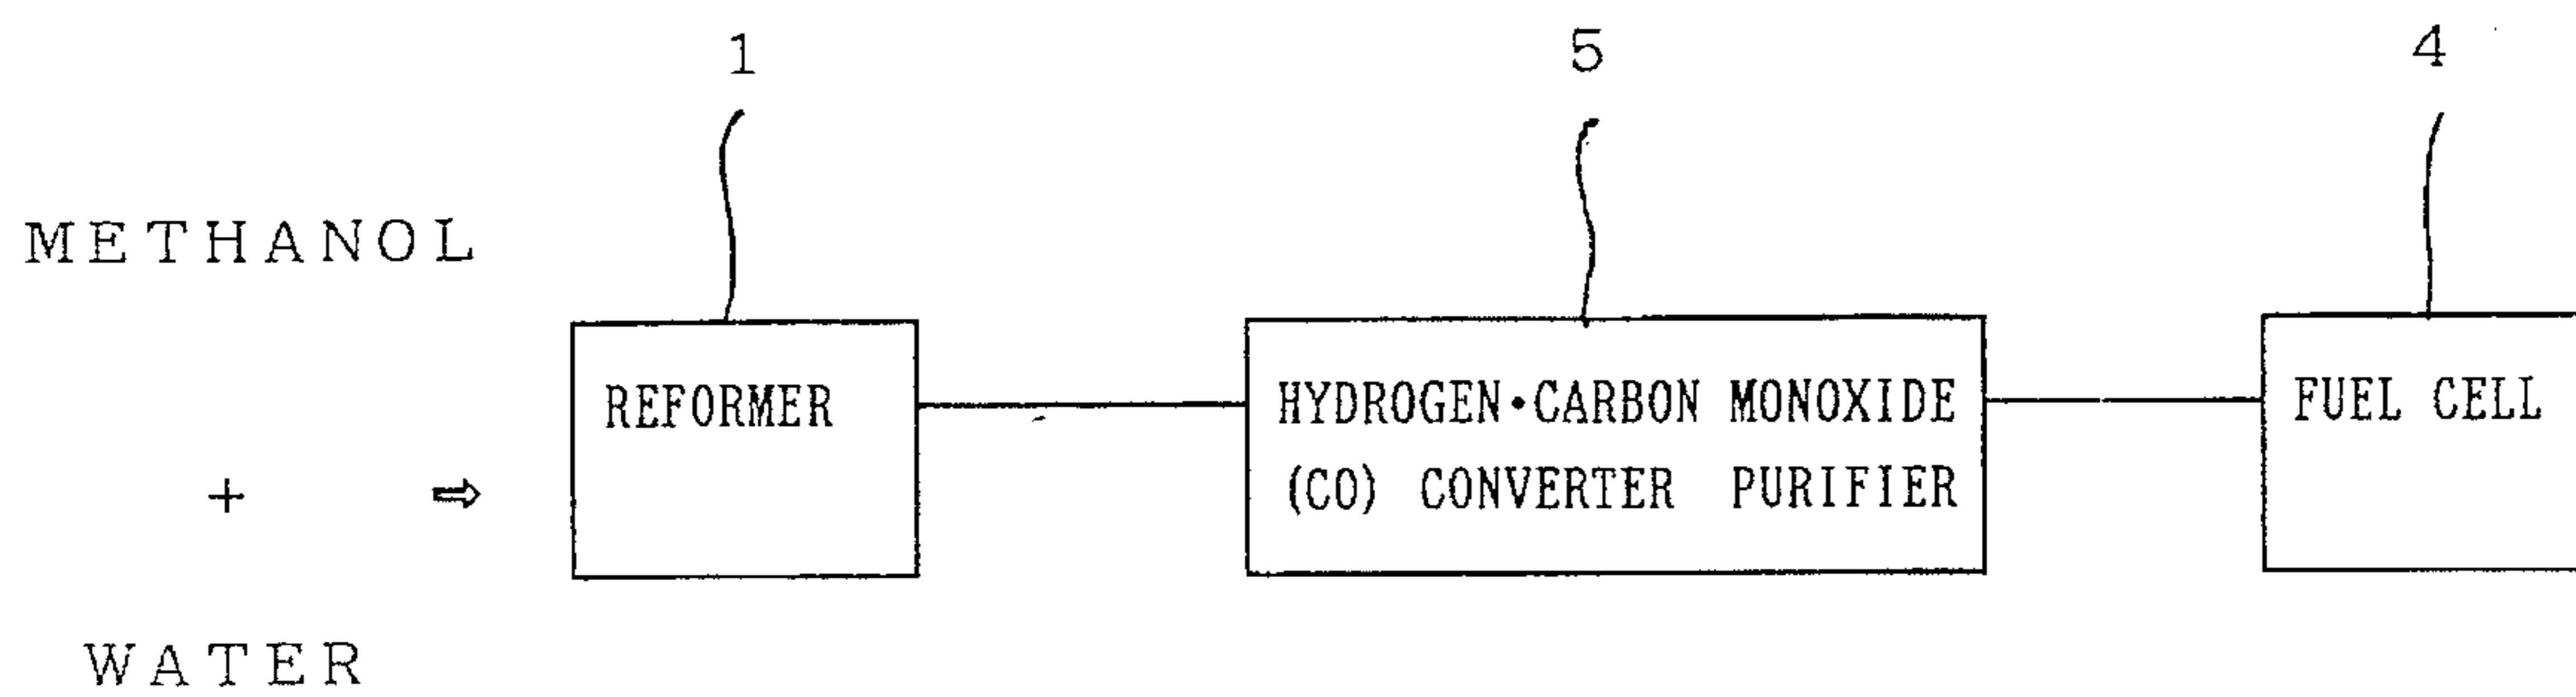 1 5 4
METHANOL
REFORMER
HYDROGEN•CARBON MONOXIDE
(CO) CONVERTER PURIFIER
FUEL CELL
+ ⇨
WATER